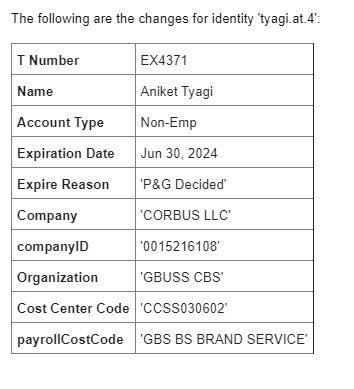 The following are the changes for identity 'tyagi.at.4':
T Number EX4371
Name Aniket Tyagi
Account Type Non-Emp
Expiration Date Jun 30, 2024
Expire Reason 'P&G Decided'
Company 'CORBUS LLC'
companyID '0015216108'
Organization 'GBUSS CBS'
Cost Center Code 'CCSS030602'
payrollCostCode 'GBS BS BRAND SERVICE'